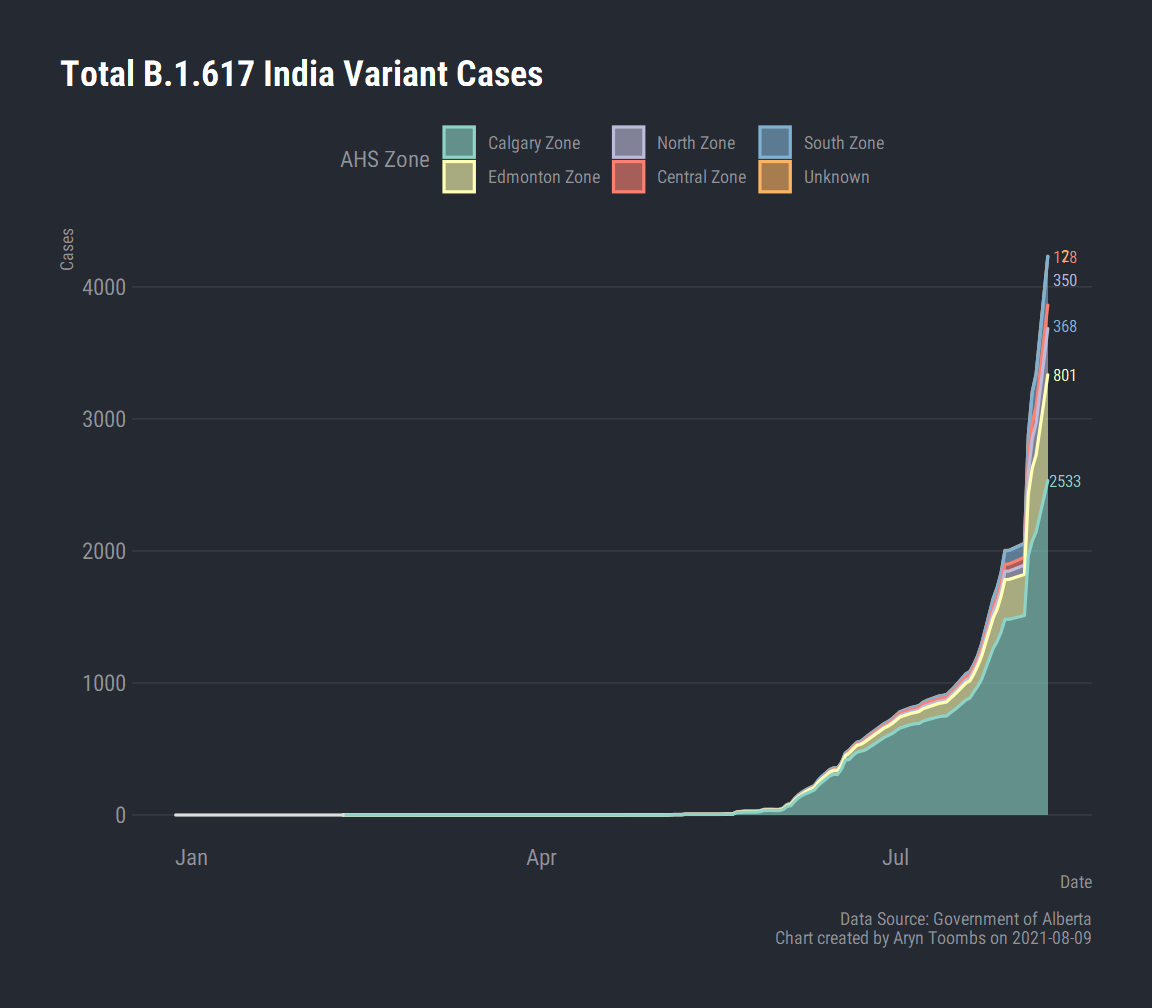 Total B.1.617 India Variant Cases
AHS Zone
Calgary Zone
North Zone
South Zone
Edmonton Zone
Central Zone
Unknown
Cases
4000
3000
2000
1000
0
178
2
350
368
801
2533
Jan
Apr
Jul
Date
Data Source: Government of Alberta
Chart created by Aryn Toombs on 2021-08-09